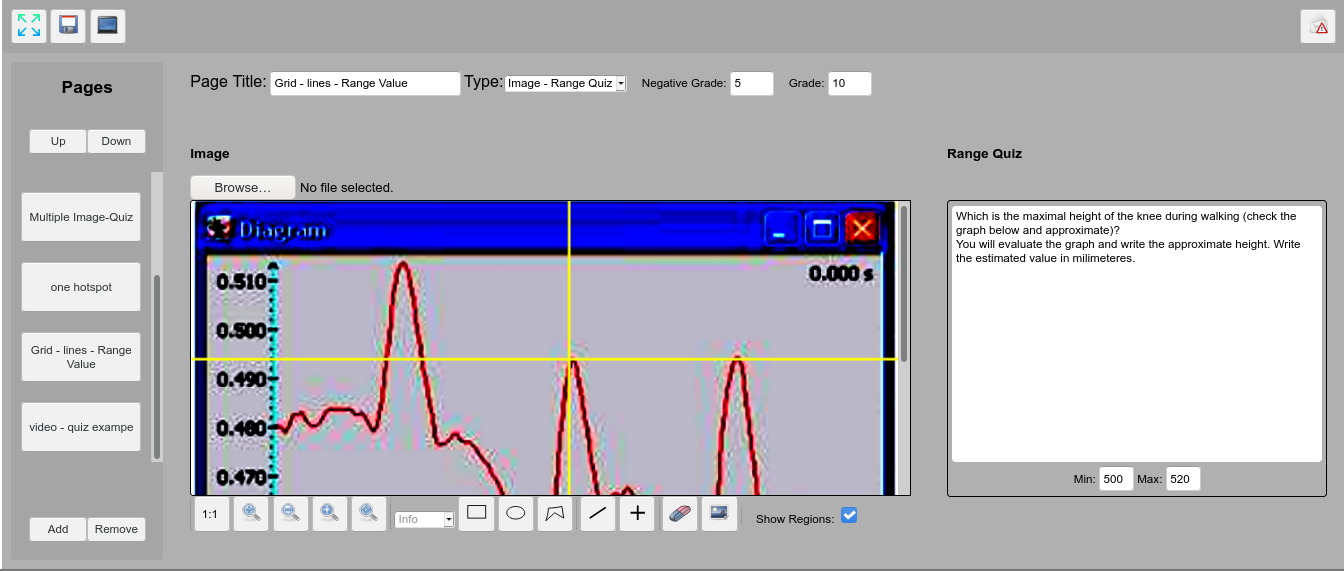 Pages
Up
Down
Multiple Image-Quiz
one hotspot
Grid - lines - Range
Value
video - quiz exampe
Add
Remove
Page Title: Grid - lines - Range Value Type: Image - Range Quiz Negative Grade: 5 Grade: 10
Image
Browse… No file selected.
Diagram
0.000 s
0.510
0.500
0.490
0.480
0.470
1:1
Info
Show Regions:
Range Quiz
Which is the maximal height of the knee during walking (check the
graph below and approximate)?
You will evaluate the graph and write the approximate height. Write
the estimated value in milimeteres.
Min: 500 Max: 520